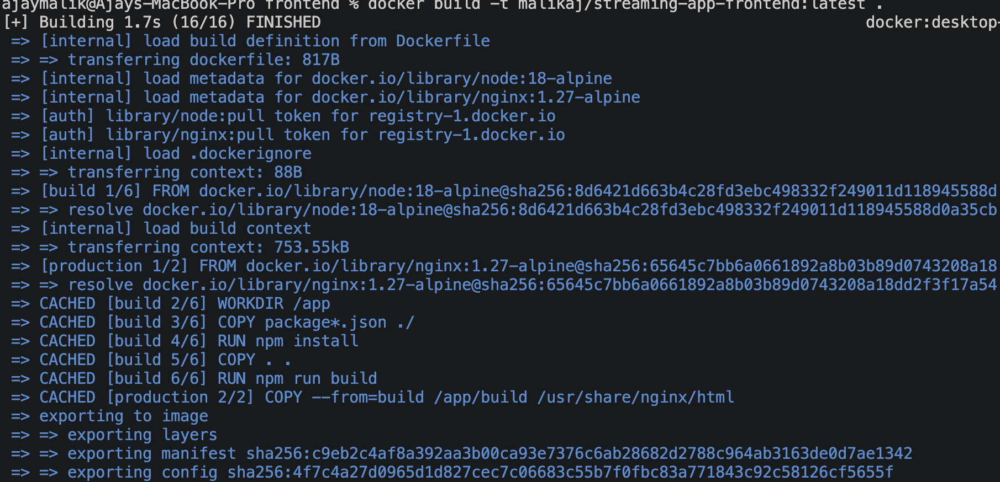 ajaymalik@Ajays-MacBook-Pro frontend % docker build -t malikaj/streaming-app-frontend:latest .
[+] Building 1.7s (16/16) FINISHED docker:desktop-
=> [internal] load build definition from Dockerfile
=> => transferring dockerfile: 817B
=> [internal] load metadata for docker.io/library/node:18-alpine
=> [internal] load metadata for docker.io/library/nginx:1.27-alpine
=> [auth] library/node:pull token for registry-1.docker.io
=> [auth] library/nginx:pull token for registry-1.docker.io
=> [internal] load .dockerignore
=> => transferring context: 88B
=> [build 1/6] FROM docker.io/library/node:18-alpine@sha256:8d6421d663b4c28fd3ebc498332f249011d118945588d
=> => resolve docker.io/library/node:18-alpine@sha256:8d6421d663b4c28fd3ebc498332f249011d118945588d0a35cb
=> [internal] load build context
=> => transferring context: 753.55kB
=> [production 1/2] FROM docker.io/library/nginx:1.27-alpine@sha256:65645c7bb6a0661892a8b03b89d0743208a18
=> => resolve docker.io/library/nginx:1.27-alpine@sha256:65645c7bb6a0661892a8b03b89d0743208a18dd2f3f17a54
=> CACHED [build 2/6] WORKDIR /app
=> CACHED [build 3/6] COPY package*.json ./
=> CACHED [build 4/6] RUN npm install
=> CACHED [build 5/6] COPY . .
=> CACHED [build 6/6] RUN npm run build
=> CACHED [production 2/2] COPY --from=build /app/build /usr/share/nginx/html
=> exporting to image
=> => exporting layers
=> => exporting manifest sha256:c9eb2c4af8a392aa3b00ca93e7376c6ab28682d2788c964ab3163de0d7ae1342
=> => exporting config sha256:4f7c4a27d0965d1d827cec7c06683c55b7f0fbc83a771843c92c58126cf5655f